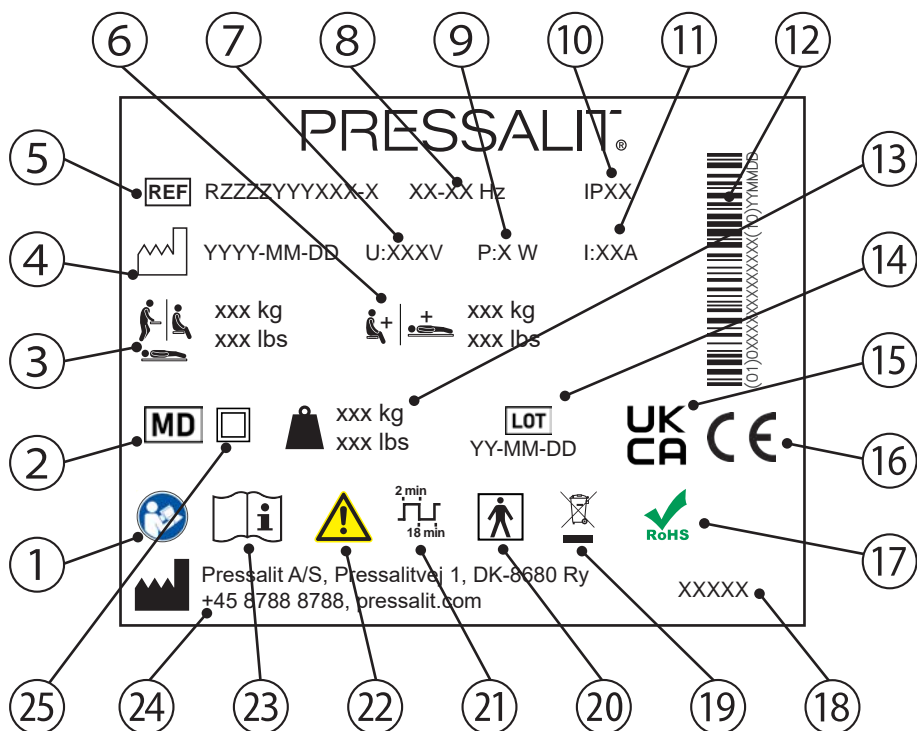 6 7 8 9 10 11 12
PRESSALIT®
5 REF RZZZZYYYXXX-X XX-XX Hz IPXX 13
4 YYYY-MM-DD U:XXXV P:X W I:XXA 14
3 xxx kg
xxx lbs
xxx kg
xxx lbs
(01)0XXXXXXXXXXXXX(10)YYMMDD
15
2 MD xxx kg
xxx lbs
LOT
YY-MM-DD
UK
CA
CE
16
1 i ! 2 min
18 min
RoHS
17
Pressalit A/S, Pressalitvej 1, DK-8680 Ry
+45 8788 8788, pressalit.com
XXXXX
25 24 23 22 21 20 19 18